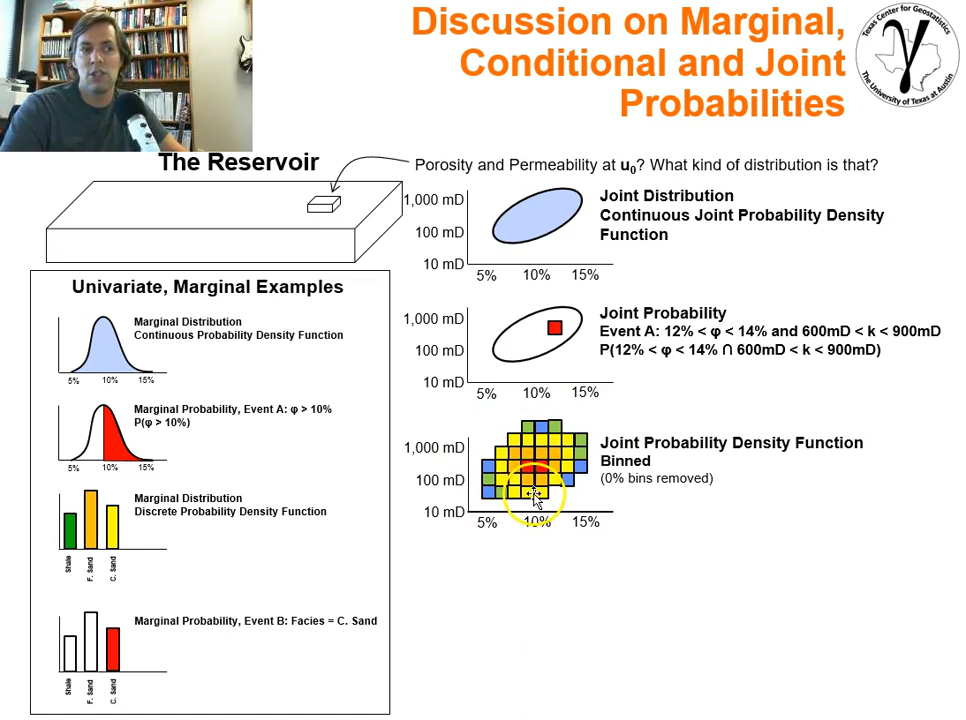 Discussion on Marginal,
Conditional and Joint
Probabilities
Texas Center for Geostatistics
The University of Texas at Austin
γ
The Reservoir
Porosity and Permeability at u0? What kind of distribution is that?
1,000 mD
100 mD
10 mD
5% 10% 15%
Joint Distribution
Continuous Joint Probability Density
Function
Univariate, Marginal Examples
Marginal Distribution
Continuous Probability Density Function
5% 10% 15%
Marginal Probability, Event A: φ > 10%
P(φ > 10%)
5% 10% 15%
Marginal Distribution
Discrete Probability Density Function
Shale
F. Sand
C. Sand
Marginal Probability, Event B: Facies = C. Sand
Shale
F. Sand
C. Sand
1,000 mD
100 mD
10 mD
5% 10% 15%
Joint Probability
Event A: 12% < φ < 14% and 600mD < k < 900mD
P(12% < φ < 14% ∩ 600mD < k < 900mD)
1,000 mD
100 mD
10 mD
5% 10% 15%
Joint Probability Density Function
Binned
(0% bins removed)